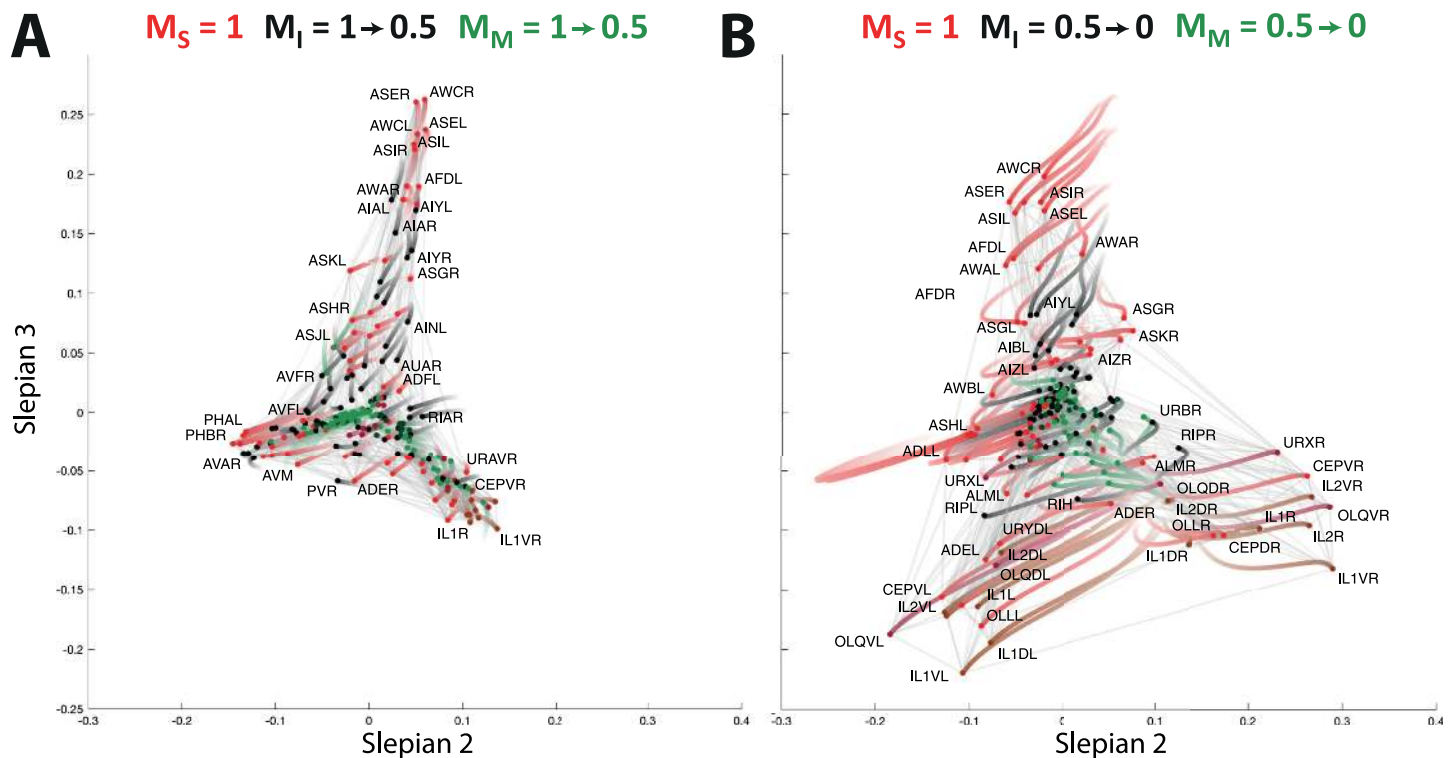 A
M_S = 1 M_I = 1→0.5 M_M = 1→0.5
0.25
0.2
0.15
0.1
0.05
0
-0.05
-0.1
-0.15
-0.2
-0.25
-0.3
-0.2
-0.1
0
0.1
0.2
0.3
0.4
Slepian 3
Slepian 2
ASER
AWCR
AWCL
ASEL
ASIL
ASIR
AWAR
AFDL
AIAL
AIYL
AIAR
AIYR
ASKL
ASGR
ASHR
AINL
ASJL
AUAR
AVFR
ADFL
AVFL
PHAL
RIAR
PHBR
AVAR
AVM
URAVR
PVR
ADER
CEPVR
IL1R
IL1VR
B
M_S = 1 M_I = 0.5→0 M_M = 0.5→0
AWCR
ASER
ASIR
ASIL
ASEL
AFDL
AWAR
AWAL
AFDR
AIYL
ASGR
ASGL
ASKR
AIBL
AIZR
AIZL
AWBL
URBR
ASHL
RIPR
URXR
ADLL
ALMR
CEPVR
URXL
OLQDR
IL2VR
ALML
RIH
IL2DR
RIPL
ADER
OLLR
IL1R
OLQVR
URYDL
IL2R
ADEL
IL2DL
IL1DR
CEPDR
OLQDL
IL1VR
CEPVL
IL1L
IL2VL
OLLL
OLQVL
IL1DL
IL1VL
-0.3
-0.2
-0.1
0
0.1
0.2
0.3
0.4
Slepian 2